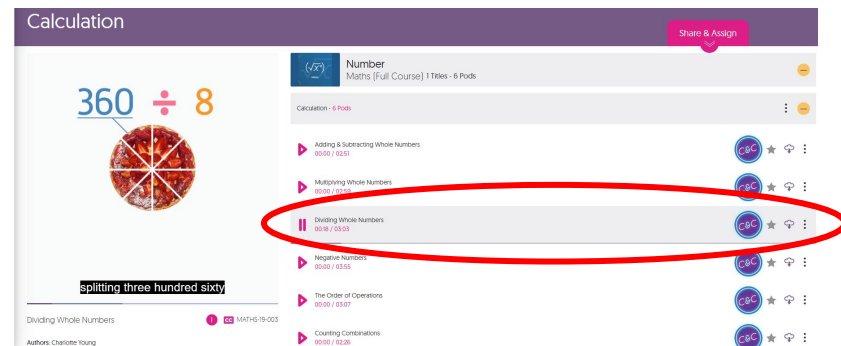 Calculation
Share & Assign
360 ÷ 8
splitting three hundred sixty
Dividing Whole Numbers
! CC MATHS-19-003
Authors: Charlotte Young
(√x²)
Number
Maths (Full Course) 1 Titles - 6 Pods
Calculation - 6 Pods
Adding & Subtracting Whole Numbers
00:00 / 02:51
C&C
Multiplying Whole Numbers
00:00 / 02:59
C&C
Dividing Whole Numbers
00:18 / 03:03
C&C
Negative Numbers
00:00 / 03:55
C&C
The Order of Operations
00:00 / 03:07
C&C
Counting Combinations
00:00 / 02:26
C&C